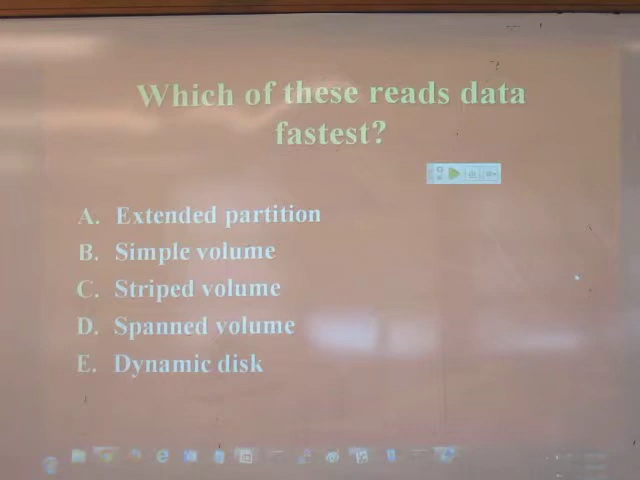 Which of these reads data
fastest?
A. Extended partition
B. Simple volume
C. Striped volume
D. Spanned volume
E. Dynamic disk